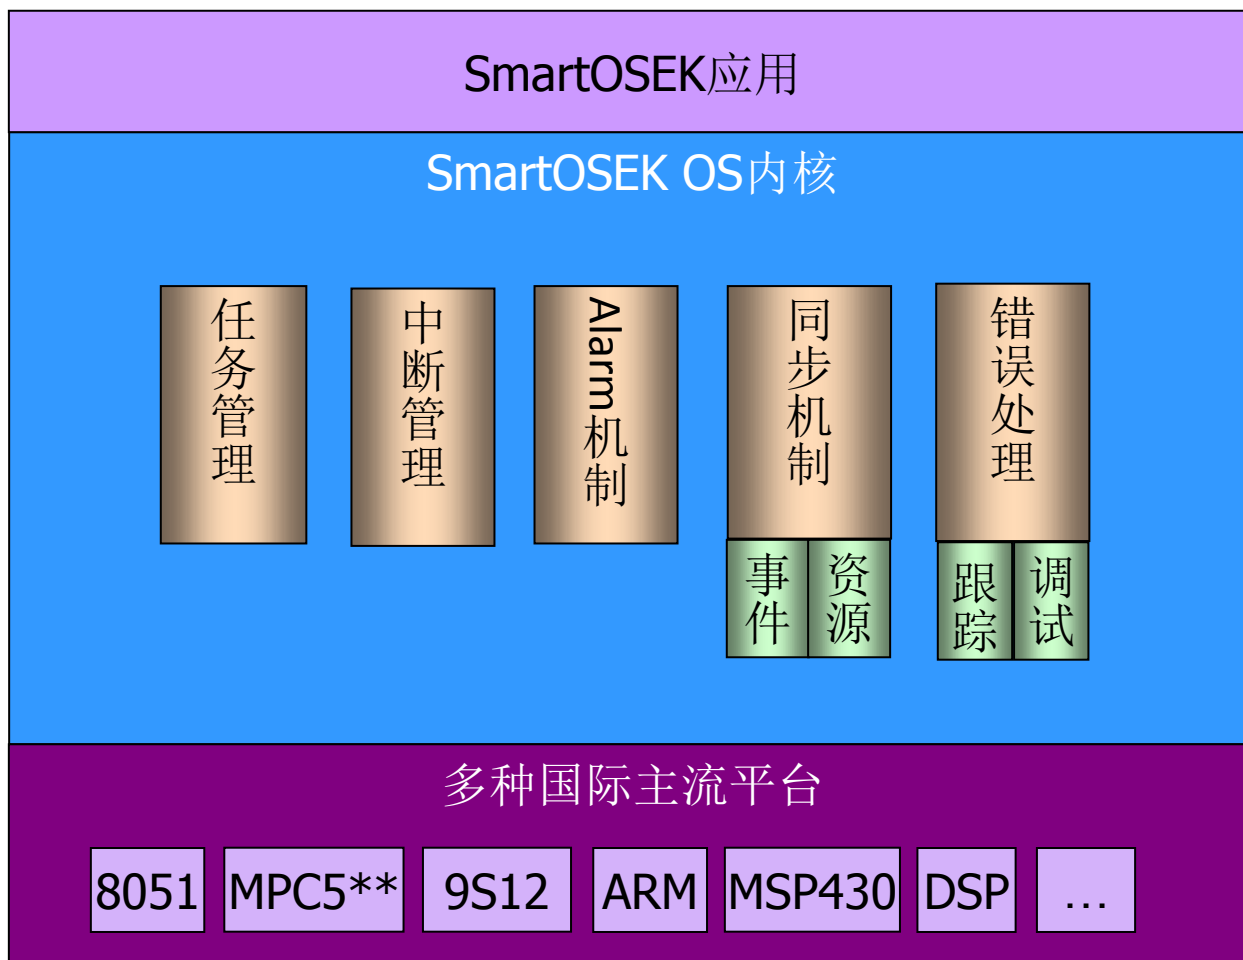 SmartOSEK应用
SmartOSEK OS内核
任务管理
中断管理
Alarm机制
同步机制
错误处理
事件
资源
跟踪
调试
多种国际主流平台
8051
MPC5**
9S12
ARM
MSP430
DSP
…